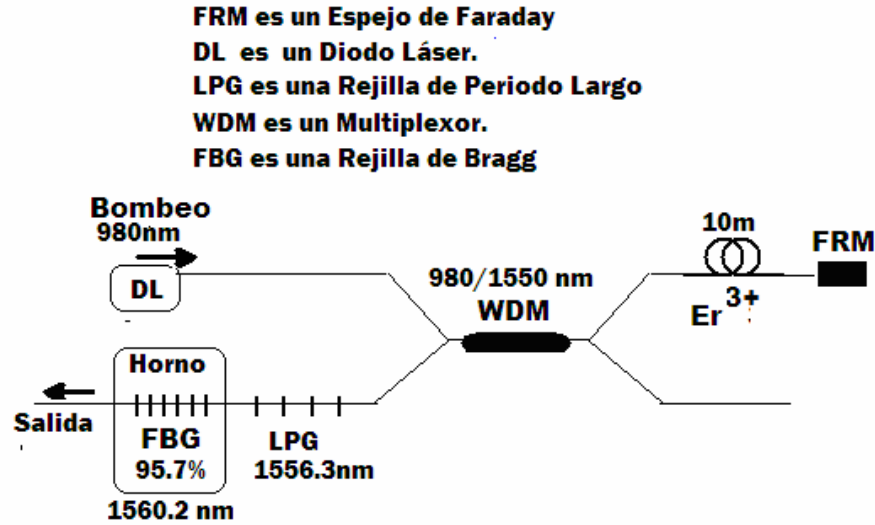 FRM es un Espejo de Faraday
DL es un Diodo Láser.
LPG es una Rejilla de Periodo Largo
WDM es un Multiplexor.
FBG es una Rejilla de Bragg
Bombeo
980nm
DL
10m
FRM
Er 3+
980/1550 nm
WDM
Horno
Salida
FBG
95.7%
1560.2 nm
LPG
1556.3nm